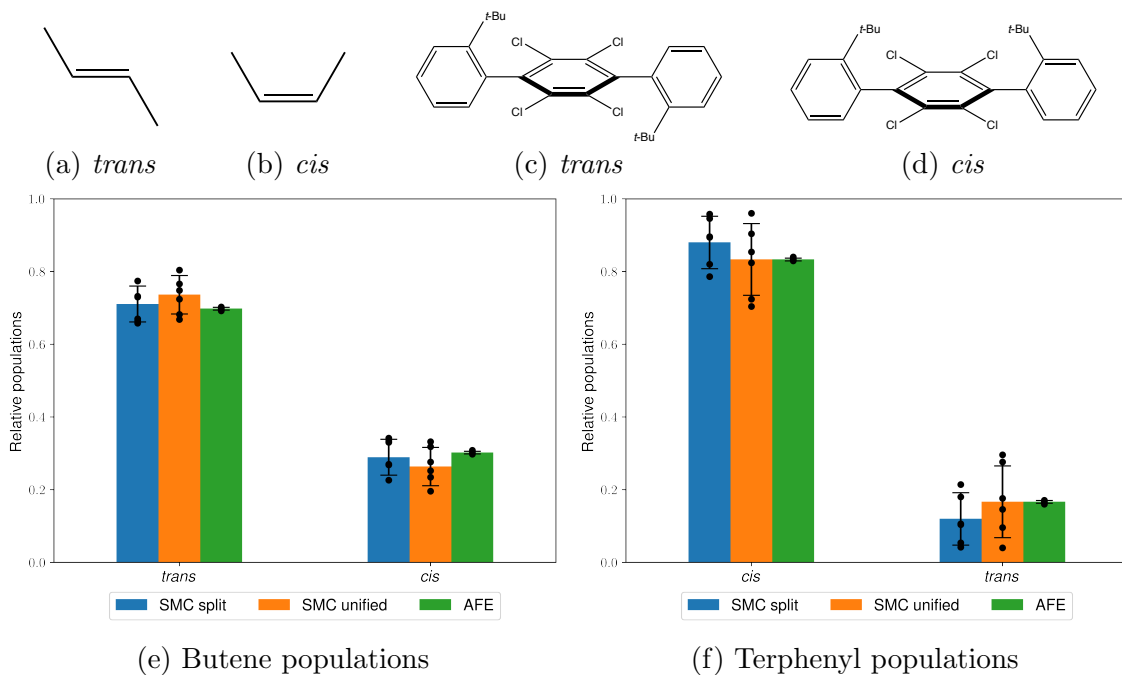 t-Bu
Cl
Cl
Cl
Cl
t-Bu
t-Bu
t-Bu
Cl
Cl
Cl
Cl
(a) trans
(b) cis
(c) trans
(d) cis
1.0
0.8
0.6
0.4
0.2
0.0
Relative populations
trans
cis
SMC split
SMC unified
AFE
(e) Butene populations
1.0
0.8
0.6
0.4
0.2
0.0
Relative populations
cis
trans
SMC split
SMC unified
AFE
(f) Terphenyl populations